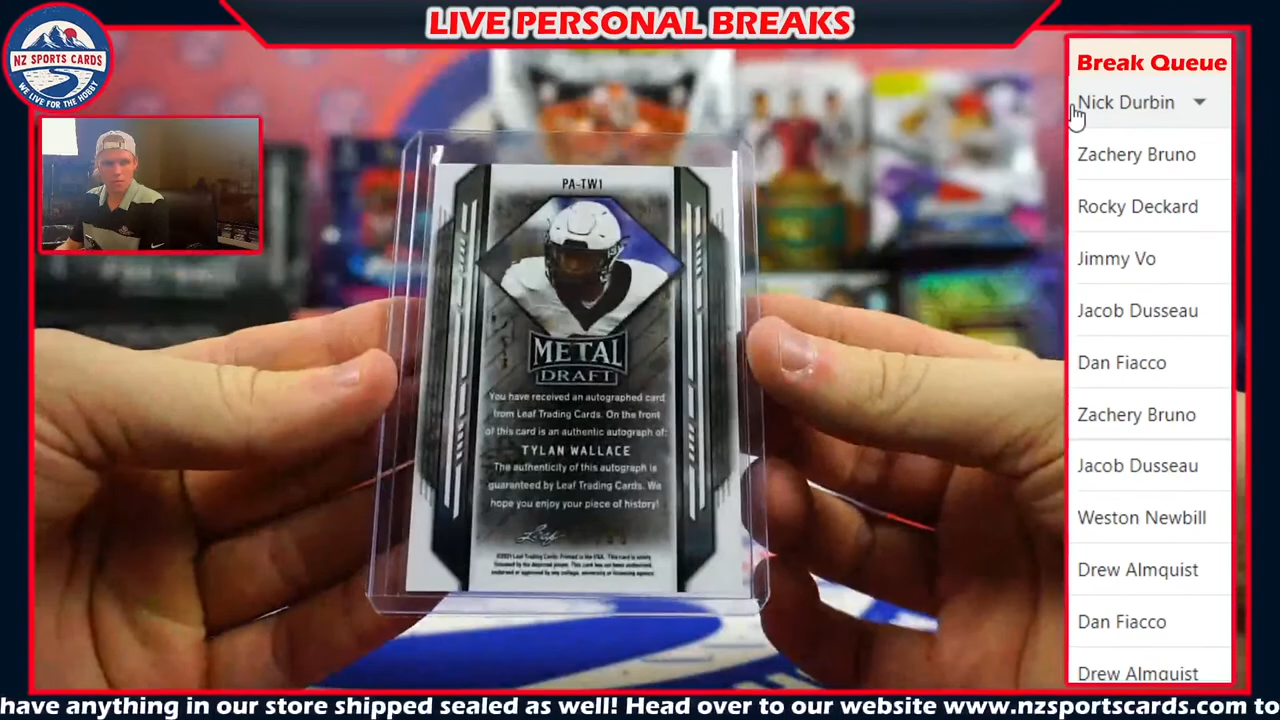 LIVE PERSONAL BREAKS
NZ SPORTS CARDS
WE LIVE FOR THE HOBBY
Break Queue
Nick Durbin
Zachery Bruno
Rocky Deckard
Jimmy Vo
Jacob Dusseau
Dan Fiacco
Zachery Bruno
Jacob Dusseau
Weston Newbill
Drew Almquist
Dan Fiacco
Drew Almquist
PA-TW1
METAL
DRAFT
You have received an autographed card
from Leaf Trading Cards. On the front
of this card is an authentic autograph of:
TYLAN WALLACE
The authenticity of this autograph is
guaranteed by Leaf Trading Cards. We
hope you enjoy your piece of history!
Leaf
have anything in our store shipped sealed as well! Head over to our website www.nzsportscards.com to